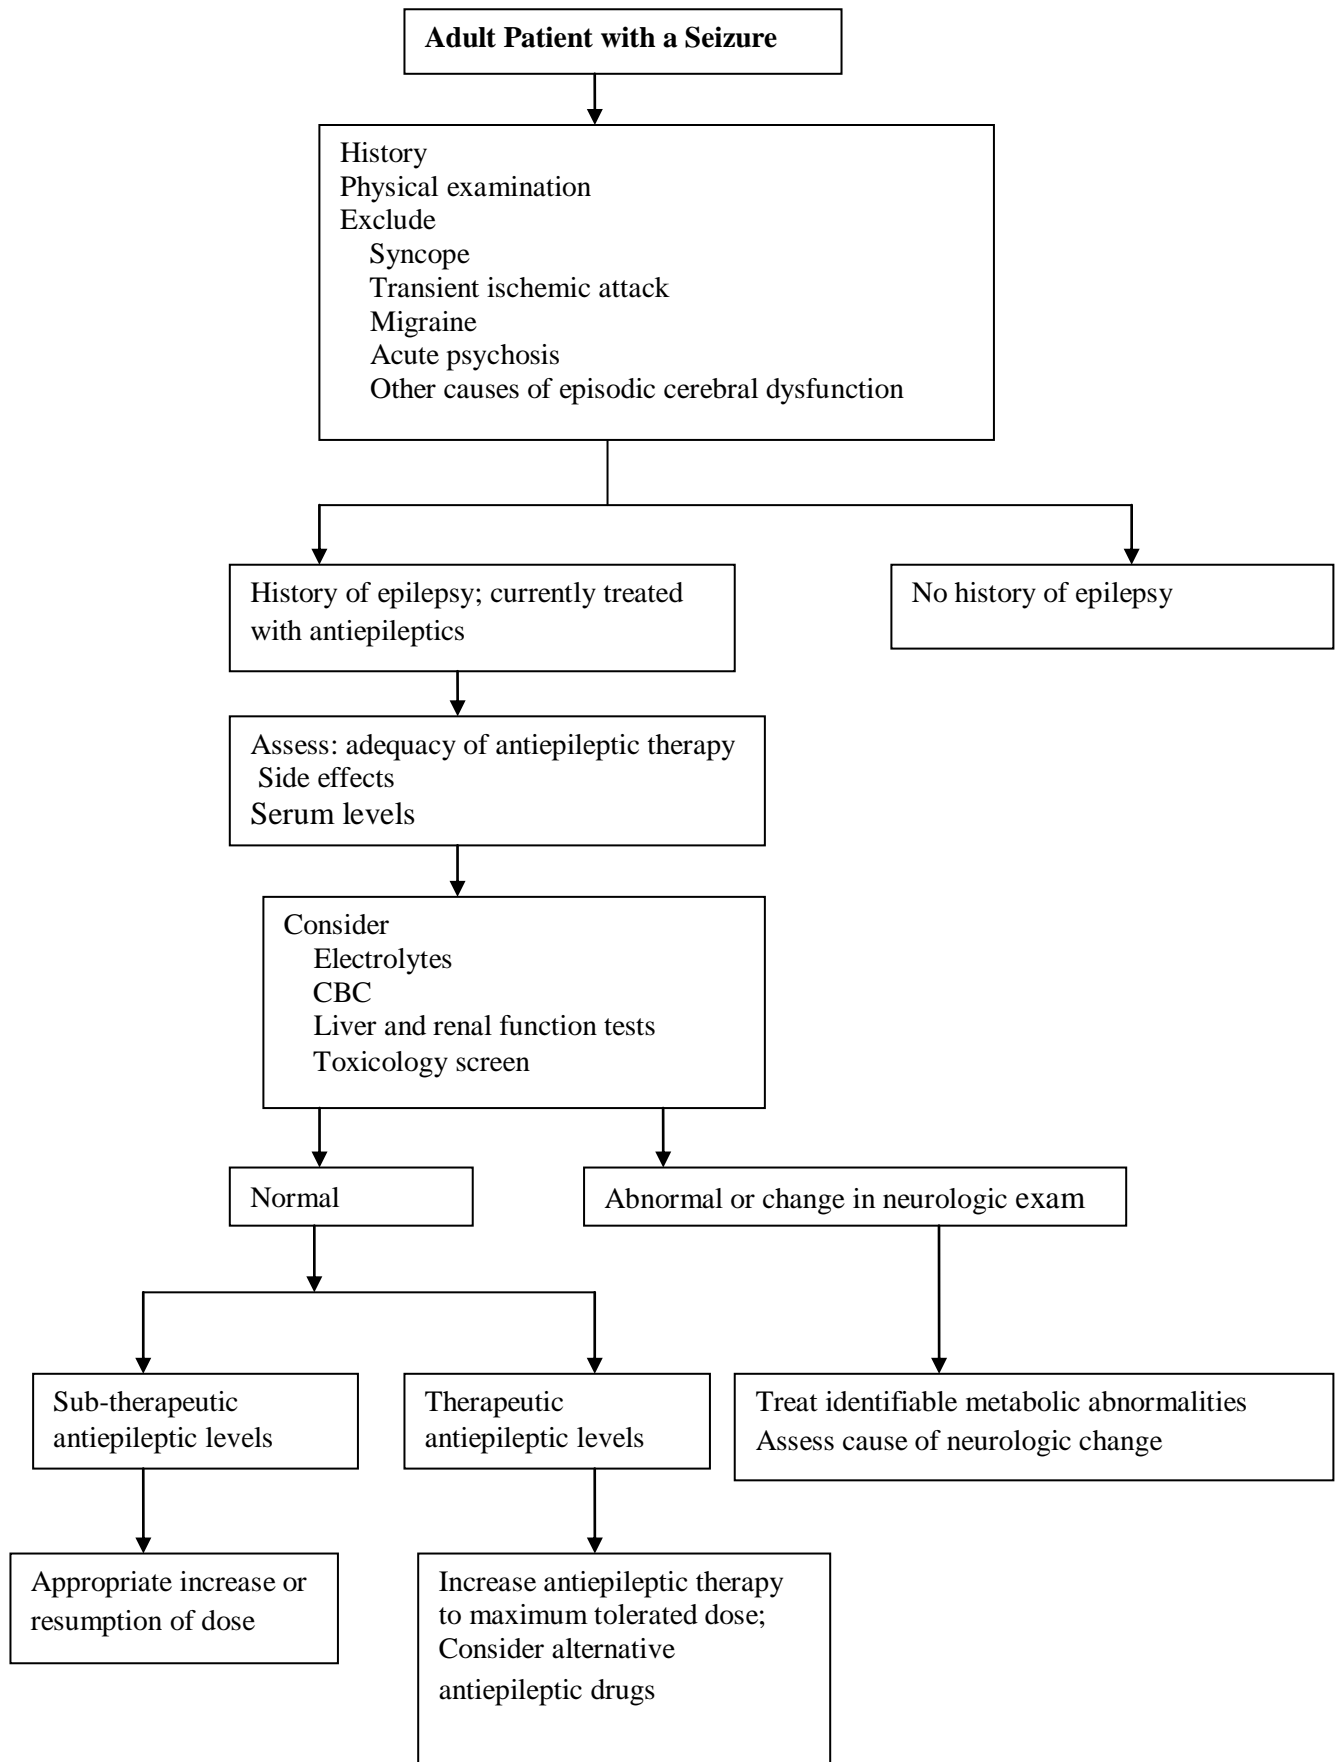 Adult Patient with a Seizure
History
Physical examination
Exclude
Syncope
Transient ischemic attack
Migraine
Acute psychosis
Other causes of episodic cerebral dysfunction
History of epilepsy; currently treated
with antiepileptics
No history of epilepsy
Assess: adequacy of antiepileptic therapy
Side effects
Serum levels
Consider
Electrolytes
CBC
Liver and renal function tests
Toxicology screen
Normal
Abnormal or change in neurologic exam
Sub-therapeutic
antiepileptic levels
Therapeutic
antiepileptic levels
Treat identifiable metabolic abnormalities
Assess cause of neurologic change
Appropriate increase or
resumption of dose
Increase antiepileptic therapy
to maximum tolerated dose;
Consider alternative
antiepileptic drugs